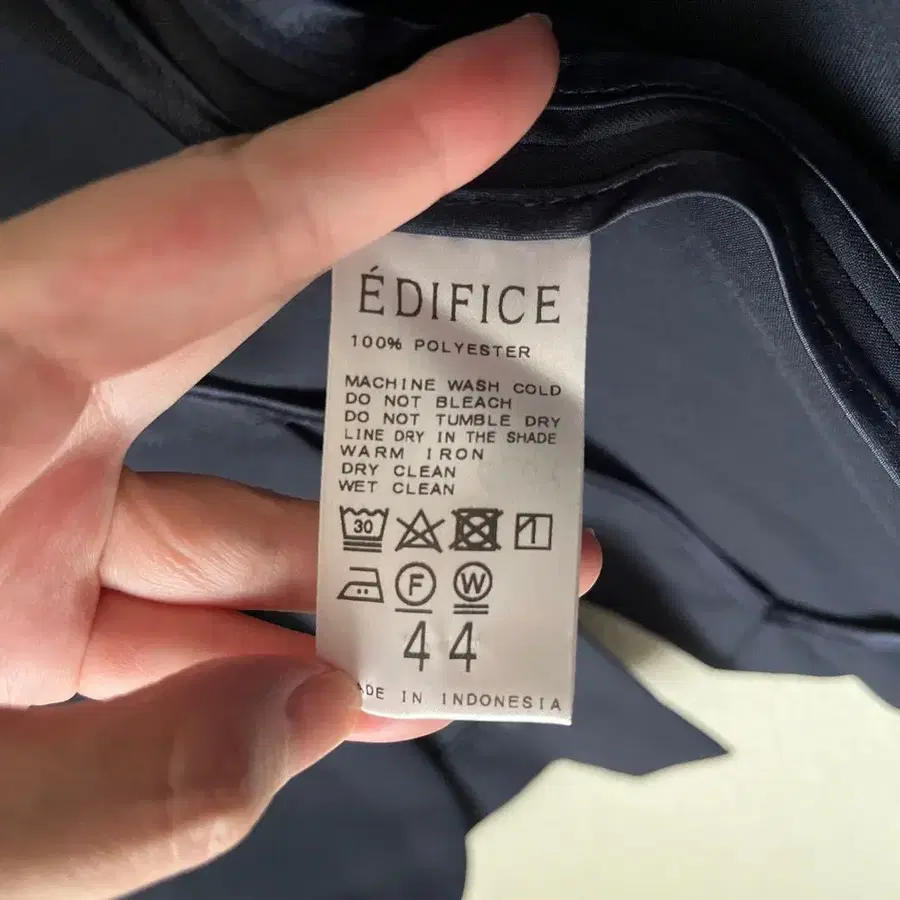 ÉDIFICE
100% POLYESTER
MACHINE WASH COLD
DO NOT BLEACH
DO NOT TUMBLE DRY
LINE DRY IN THE SHADE
WARM IRON
DRY CLEAN
WET CLEAN
30
F W
44
ADE IN INDONESIA